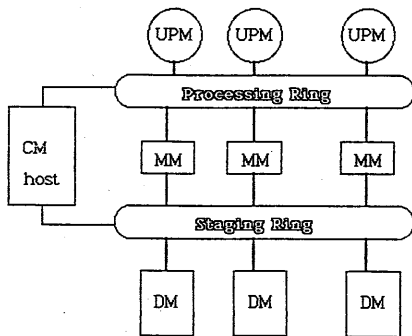 UPM UPM UPM
Processing Ring
CM
host
MM MM MM
Staging Ring
DM DM DM